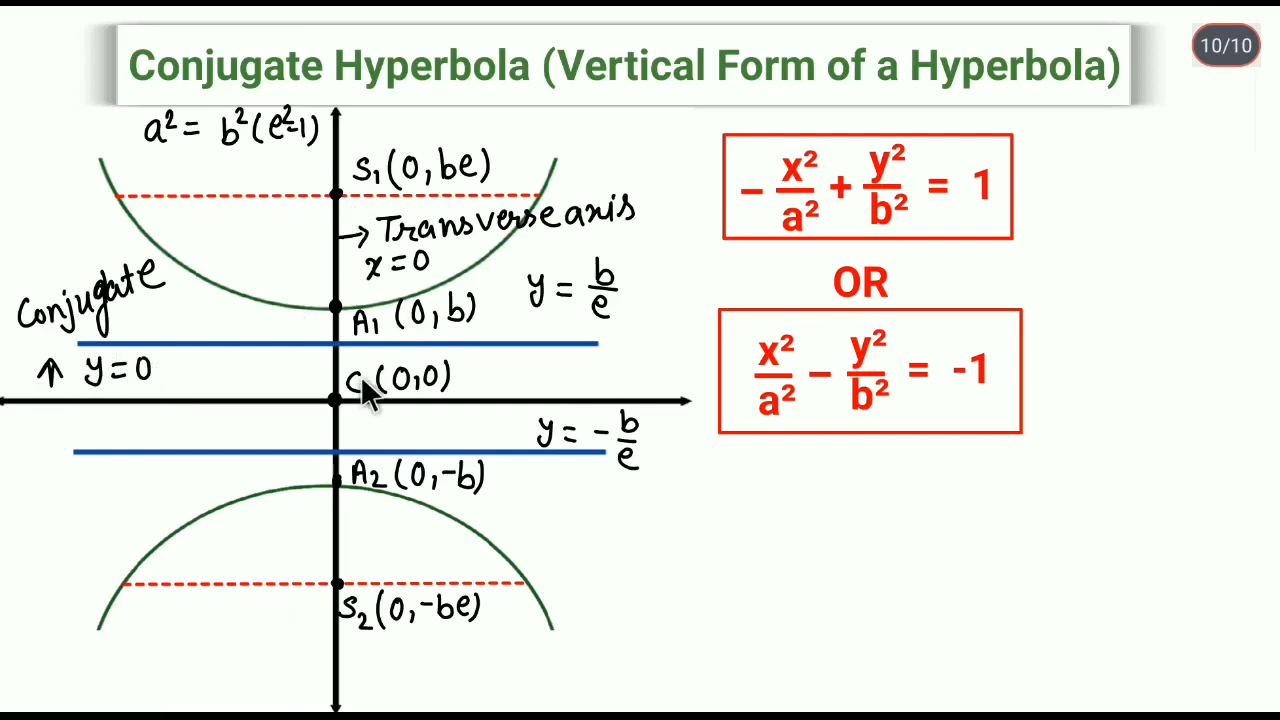 Conjugate Hyperbola (Vertical Form of a Hyperbola)
10/10
a² = b²(e²-1)
S₁(0, be)
→ Transverse axis
x = 0
Conjugate
y = b/e
A₁ (0, b)
↑ y = 0
C (0,0)
y = - b/e
A₂ (0, -b)
S₂(0, -be)
- x²/a² + y²/b² = 1
OR
x²/a² - y²/b² = -1